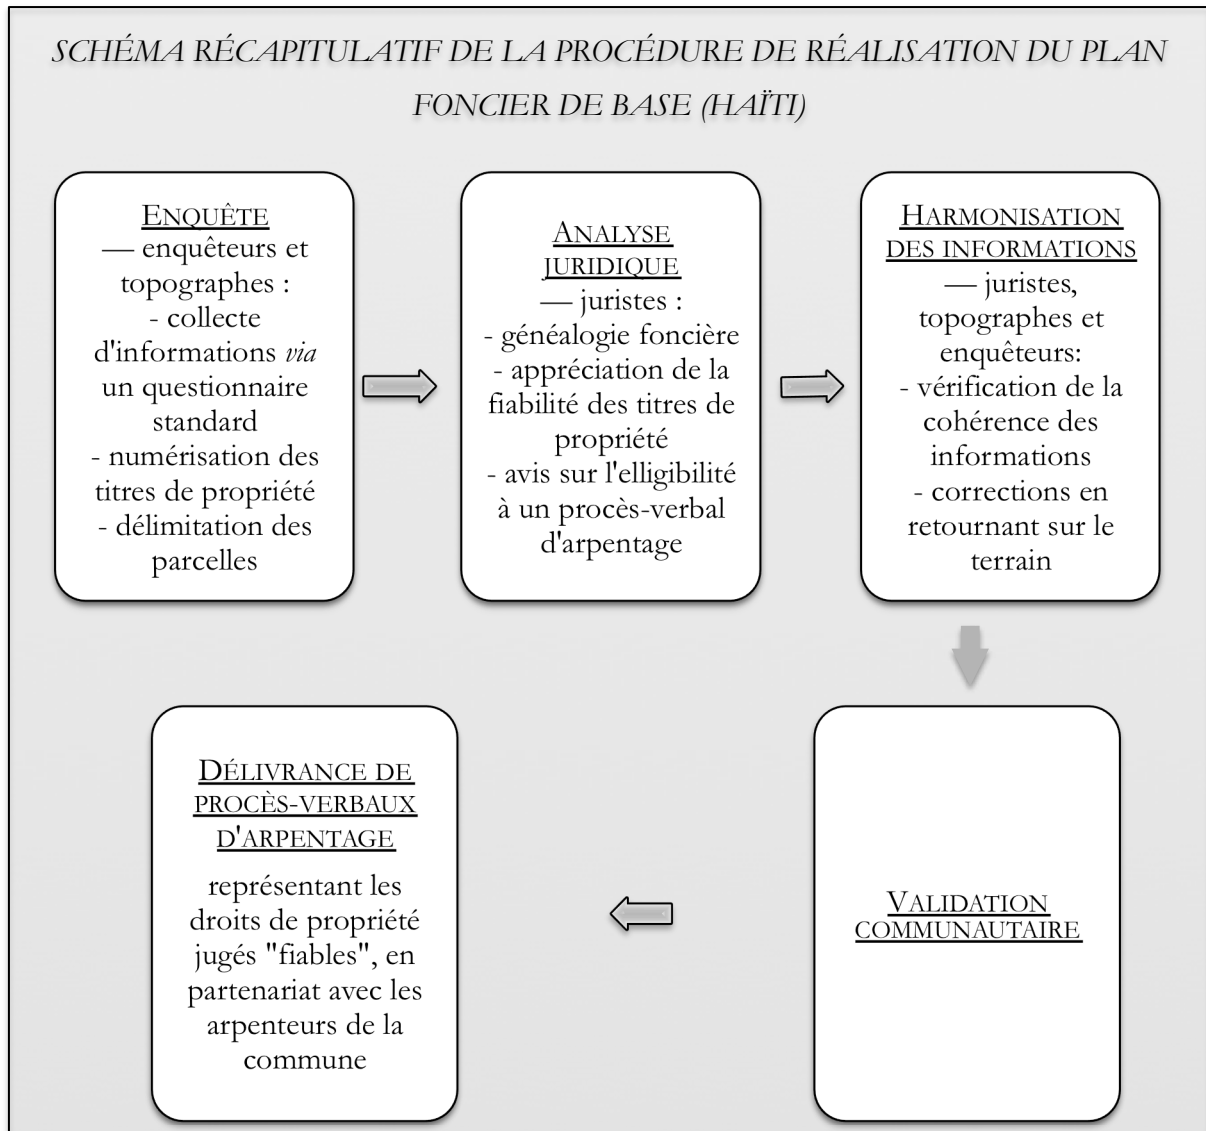 SCHÉMA RÉCAPITULATIF DE LA PROCÉDURE DE RÉALISATION DU PLAN
FONCIER DE BASE (HAÏTI)
ENQUÊTE
— enquêteurs et
topographes :
- collecte
d'informations via
un questionnaire
standard
- numérisation des
titres de propriété
- délimitation des
parcelles
ANALYSE
JURIDIQUE
— juristes :
- généalogie foncière
- appréciation de la
fiabilité des titres de
propriété
- avis sur l'elligibilité
à un procès-verbal
d'arpentage
HARMONISATION
DES INFORMATIONS
— juristes,
topographes et
enquêteurs:
- vérification de la
cohérence des
informations
- corrections en
retournant sur le
terrain
VALIDATION
COMMUNAUTAIRE
DÉLIVRANCE DE
PROCÈS-VERBAUX
D'ARPENTAGE
représentant les
droits de propriété
jugés "fiables", en
partenariat avec les
arpenteurs de la
commune